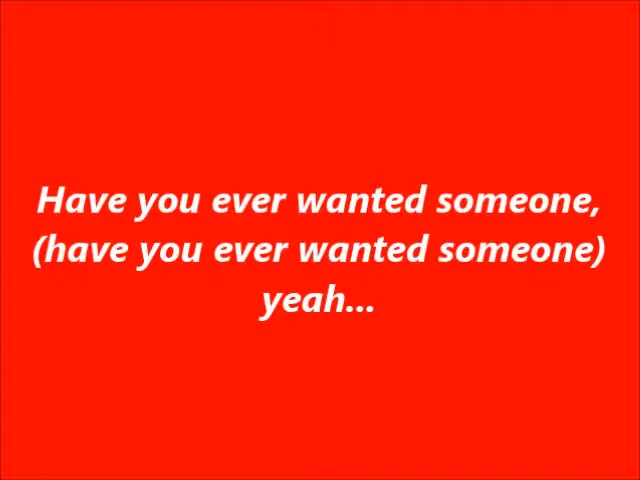 Have you ever wanted someone,
(have you ever wanted someone)
yeah...